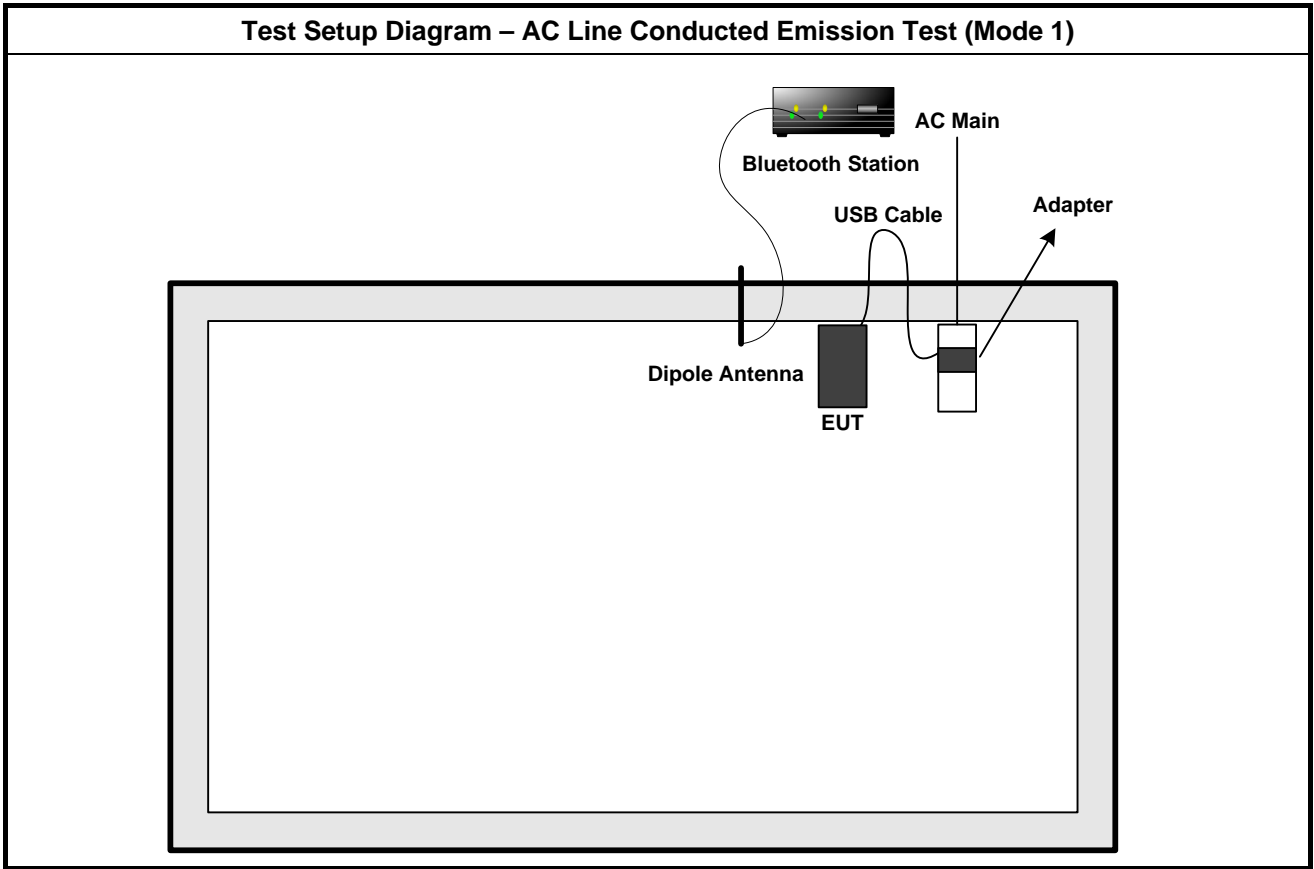 Test Setup Diagram – AC Line Conducted Emission Test (Mode 1)
AC Main
Bluetooth Station
USB Cable
Adapter
Dipole Antenna
EUT